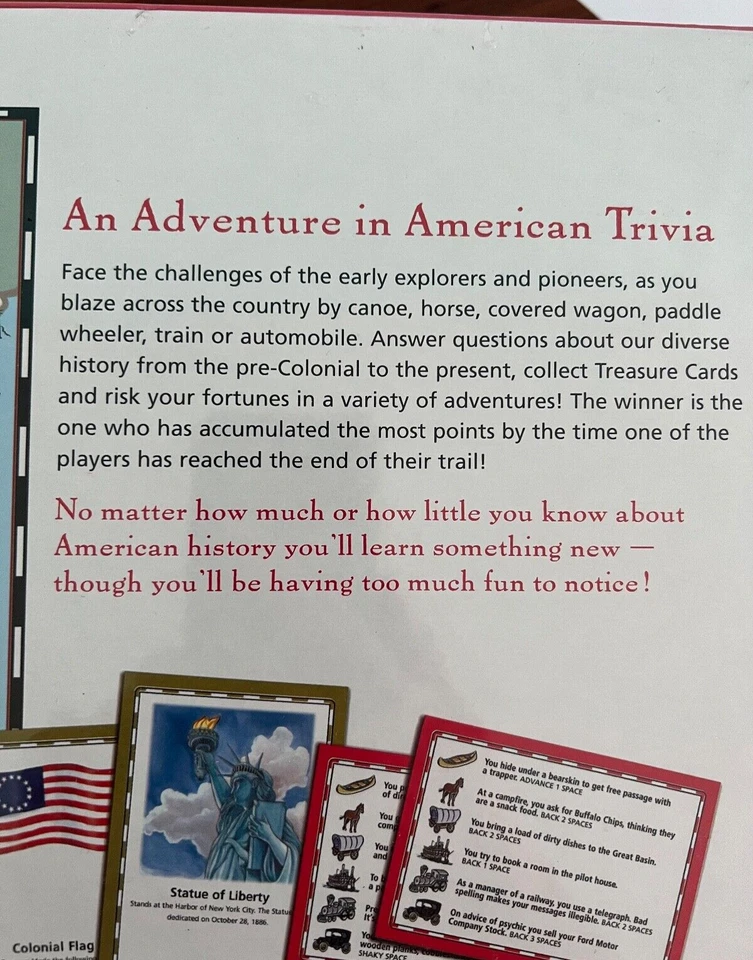 An Adventure in American Trivia
Face the challenges of the early explorers and pioneers, as you
blaze across the country by canoe, horse, covered wagon, paddle
wheeler, train or automobile. Answer questions about our diverse
history from the pre-Colonial to the present, collect Treasure Cards
and risk your fortunes in a variety of adventures! The winner is the
one who has accumulated the most points by the time one of the
players has reached the end of their trail!
No matter how much or how little you know about
American history you'll learn something new —
though you'll be having too much fun to notice!
Colonial Flag
Statue of Liberty
Stands at the Harbor of New York City. The Statue
dedicated on October 28, 1886.
You
of
You
You
and
To
a
It's
wooden planks,
SHAKY SPACE
You hide under a bearskin to get free passage with
a trapper. ADVANCE 1 SPACE
At a campfire, you ask for Buffalo Chips, thinking they
are a snack food. BACK 2 SPACES
You bring a load of dirty dishes to the Great Basin.
BACK 2 SPACES
You try to book a room in the pilot house.
BACK 1 SPACE
As a manager of a railway, you use a telegraph. Bad
spelling makes your messages illegible. BACK 2 SPACES
On advice of psychic you sell your Ford Motor
Company Stock. BACK 3 SPACES